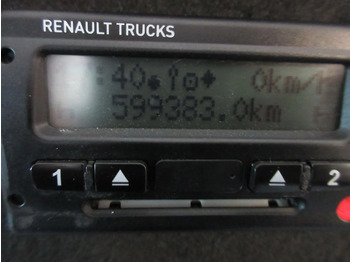 RENAULT TRUCKS
:40 0km/
599383.0km
1 2